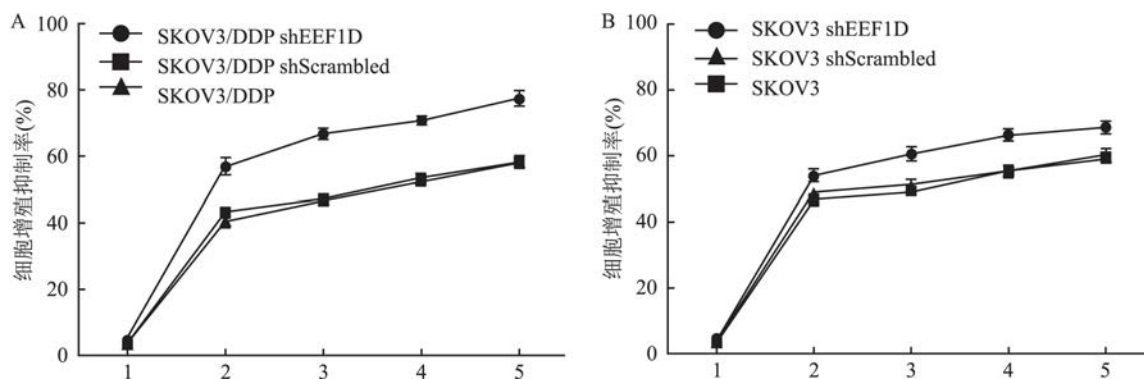 A
100
80
60
40
20
0
细胞增殖抑制率(%)
SKOV3/DDP shEEF1D
SKOV3/DDP shScrambled
SKOV3/DDP
1 2 3 4 5
B
100
80
60
40
20
0
细胞增殖抑制率(%)
SKOV3 shEEF1D
SKOV3 shScrambled
SKOV3
1 2 3 4 5